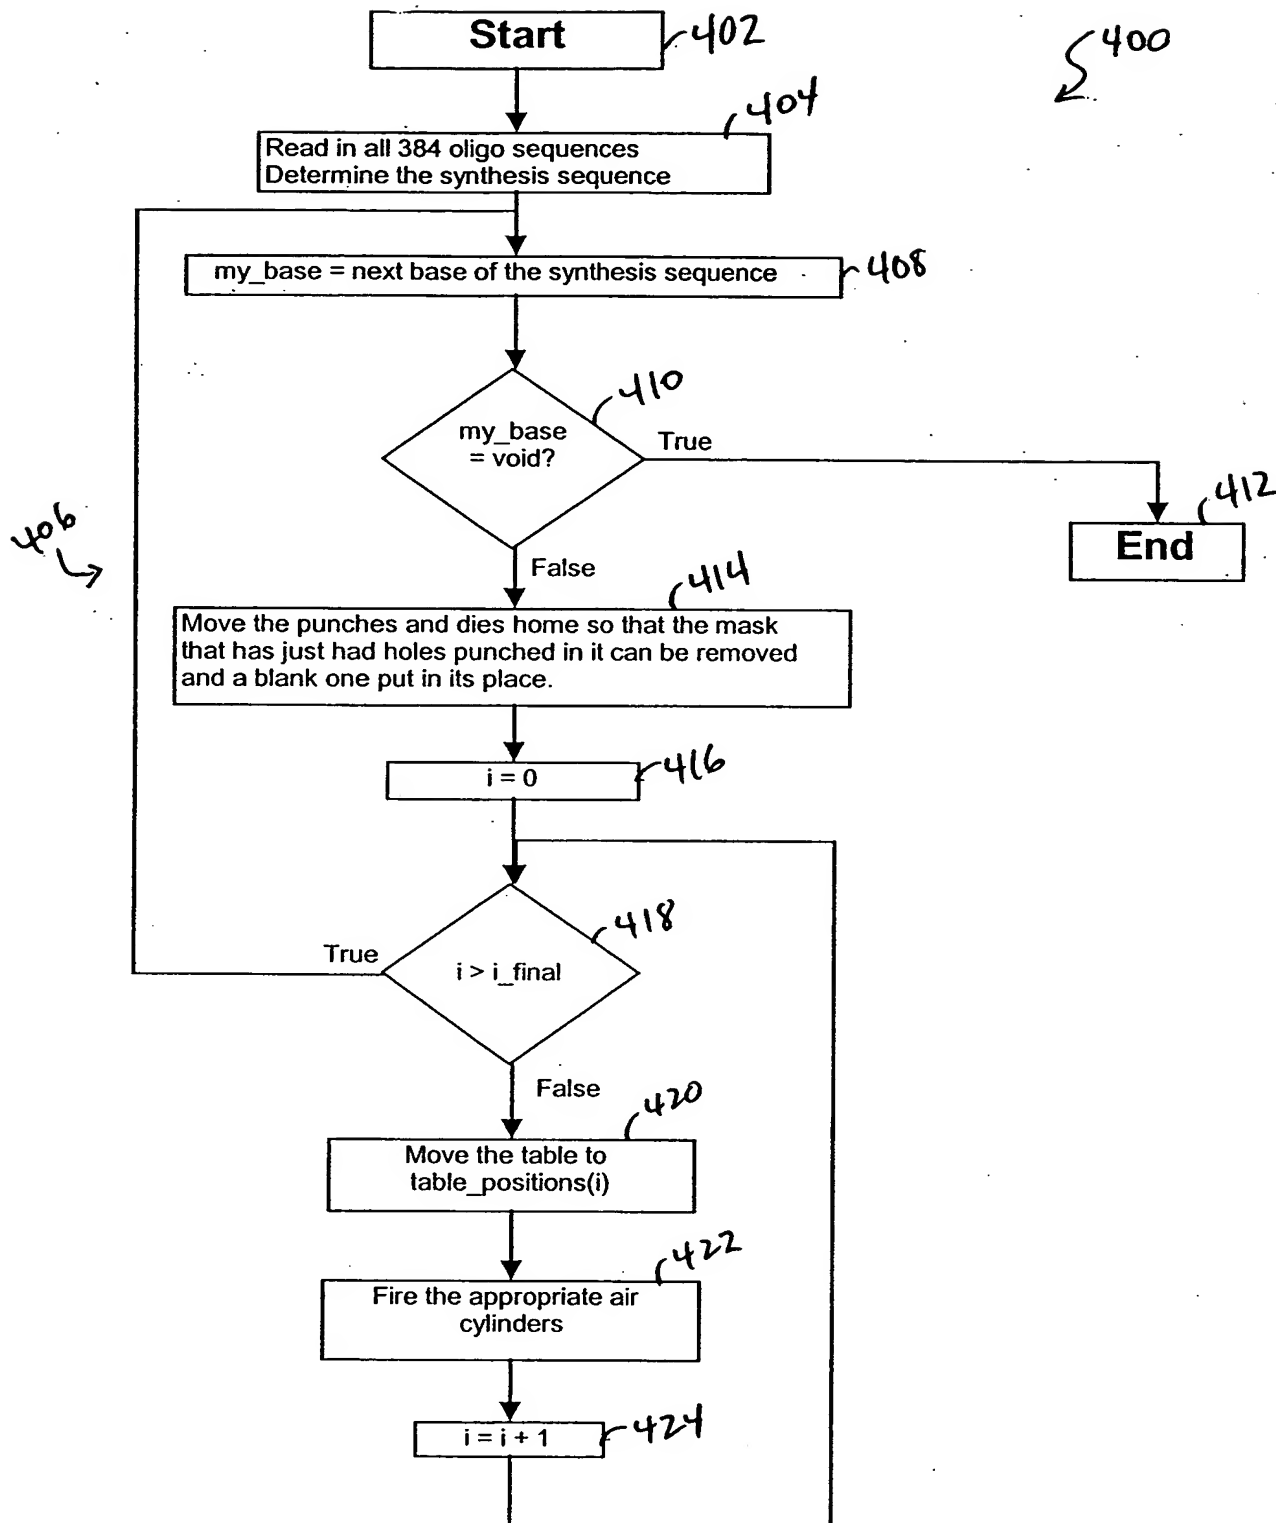 Start
402
400
404
Read in all 384 oligo sequences
Determine the synthesis sequence
my_base = next base of the synthesis sequence
408
410
my_base
= void?
True
412
End
406
False
414
Move the punches and dies home so that the mask
that has just had holes punched in it can be removed
and a blank one put in its place.
i = 0
416
418
True
i > i_final
False
420
Move the table to
table_positions(i)
422
Fire the appropriate air
cylinders
i = i + 1
424